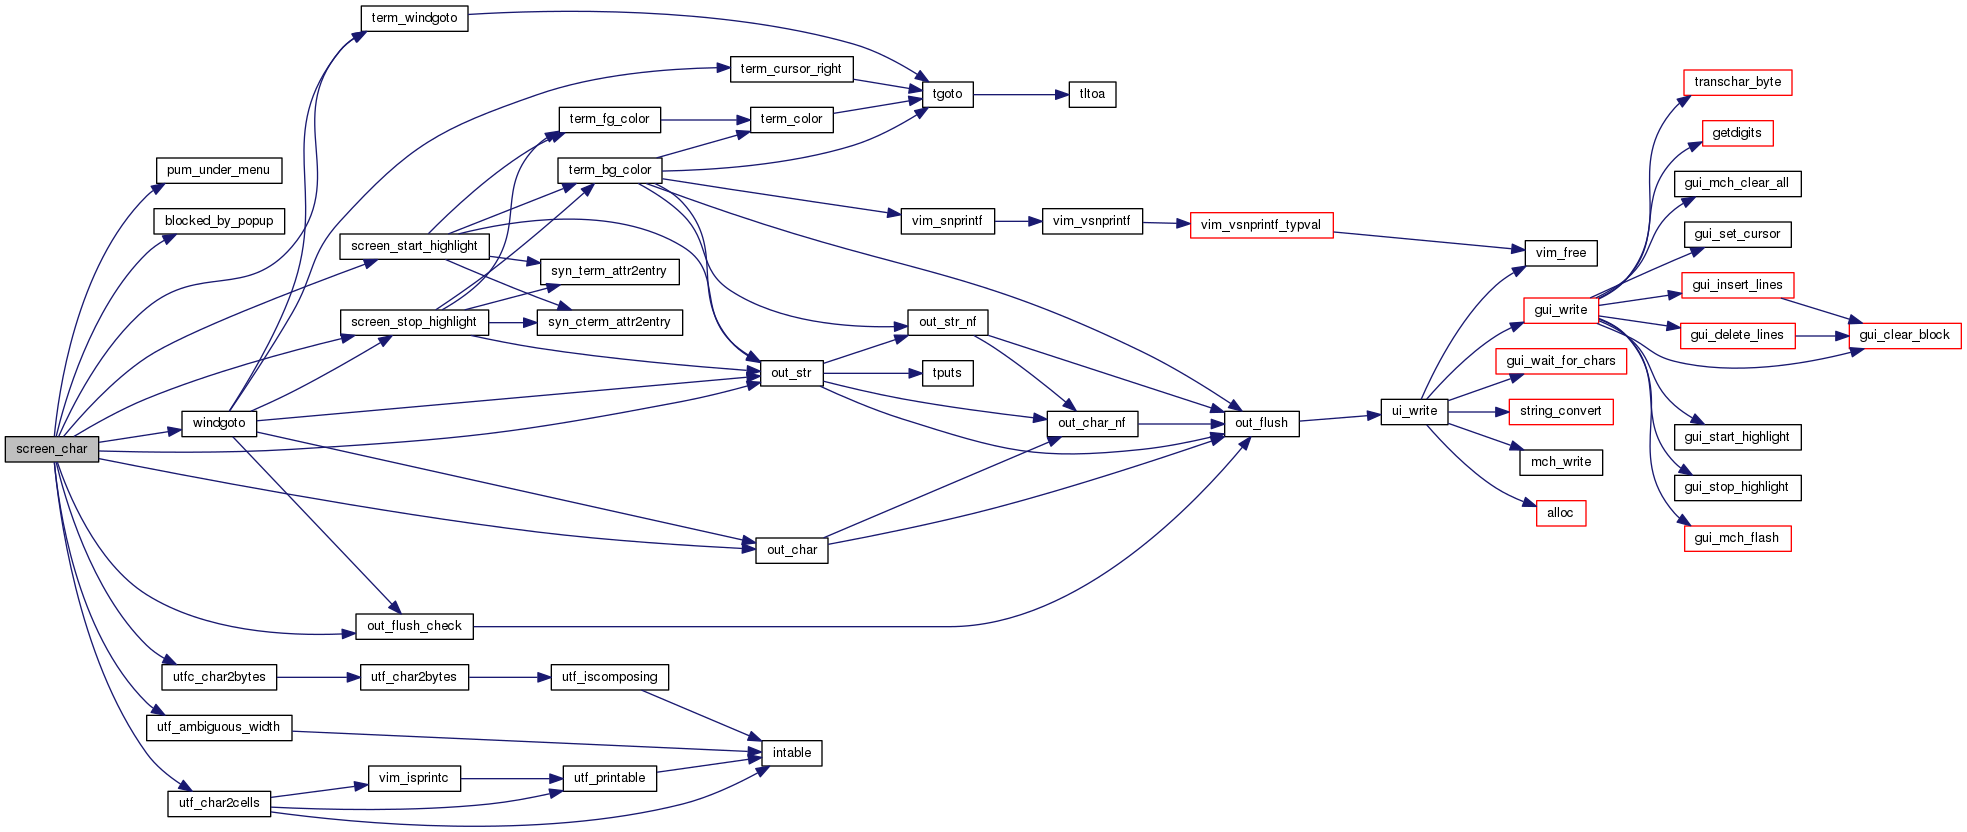 term_windgoto
term_cursor_right
transchar_byte
tgoto
tltoa
term_fg_color
term_color
getdigits
pum_under_menu
term_bg_color
gui_mch_clear_all
blocked_by_popup
vim_snprintf
vim_vsnprintf
vim_vsnprintf_typval
gui_set_cursor
screen_start_highlight
vim_free
syn_term_attr2entry
gui_insert_lines
gui_write
screen_stop_highlight
syn_cterm_attr2entry
out_str_nf
gui_delete_lines
gui_clear_block
gui_wait_for_chars
out_str
tputs
ui_write
string_convert
windgoto
out_char_nf
out_flush
gui_start_highlight
screen_char
mch_write
gui_stop_highlight
alloc
gui_mch_flash
out_char
out_flush_check
utfc_char2bytes
utf_char2bytes
utf_iscomposing
utf_ambiguous_width
intable
vim_isprintc
utf_printable
utf_char2cells